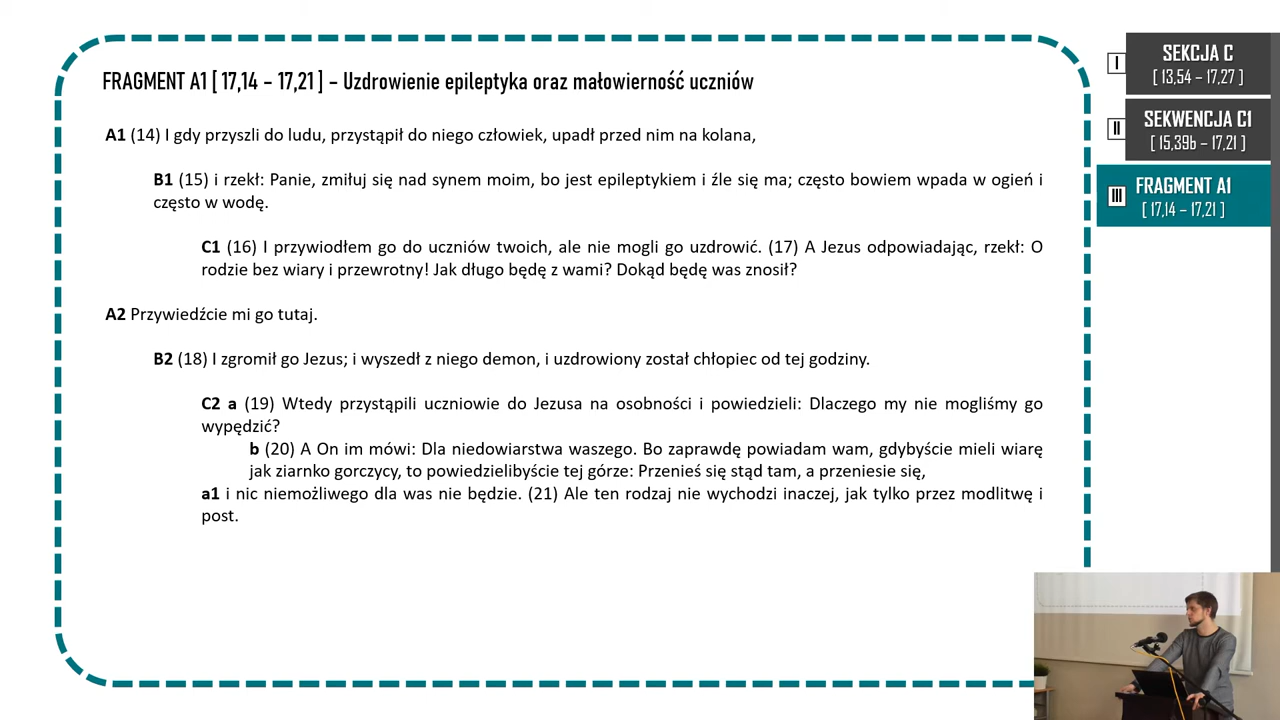 FRAGMENT A1 [ 17,14 – 17,21 ] – Uzdrowienie epileptyka oraz małowierność uczniów
A1 (14) I gdy przyszli do ludu, przystąpił do niego człowiek, upadł przed nim na kolana,
B1 (15) i rzekł: Panie, zmiłuj się nad synem moim, bo jest epileptykiem i źle się ma; często bowiem wpada w ogień i
często w wodę.
C1 (16) I przywiodłem go do uczniów twoich, ale nie mogli go uzdrowić. (17) A Jezus odpowiadając, rzekł: O
rodzie bez wiary i przewrotny! Jak długo będę z wami? Dokąd będę was znosił?
A2 Przywiedźcie mi go tutaj.
B2 (18) I zgromił go Jezus; i wyszedł z niego demon, i uzdrowiony został chłopiec od tej godziny.
C2 a (19) Wtedy przystąpili uczniowie do Jezusa na osobności i powiedzieli: Dlaczego my nie mogliśmy go
wypędzić?
b (20) A On im mówi: Dla niedowiarstwa waszego. Bo zaprawdę powiadam wam, gdybyście mieli wiarę
jak ziarnko gorczycy, to powiedzielibyście tej górze: Przenieś się stąd tam, a przeniesie się,
a1 i nic niemożliwego dla was nie będzie. (21) Ale ten rodzaj nie wychodzi inaczej, jak tylko przez modlitwę i
post.
I
SEKCJA C
[ 13,54 – 17,27 ]
II
SEKWENCJA C1
[ 15,39b – 17,21 ]
III
FRAGMENT A1
[ 17,14 – 17,21 ]